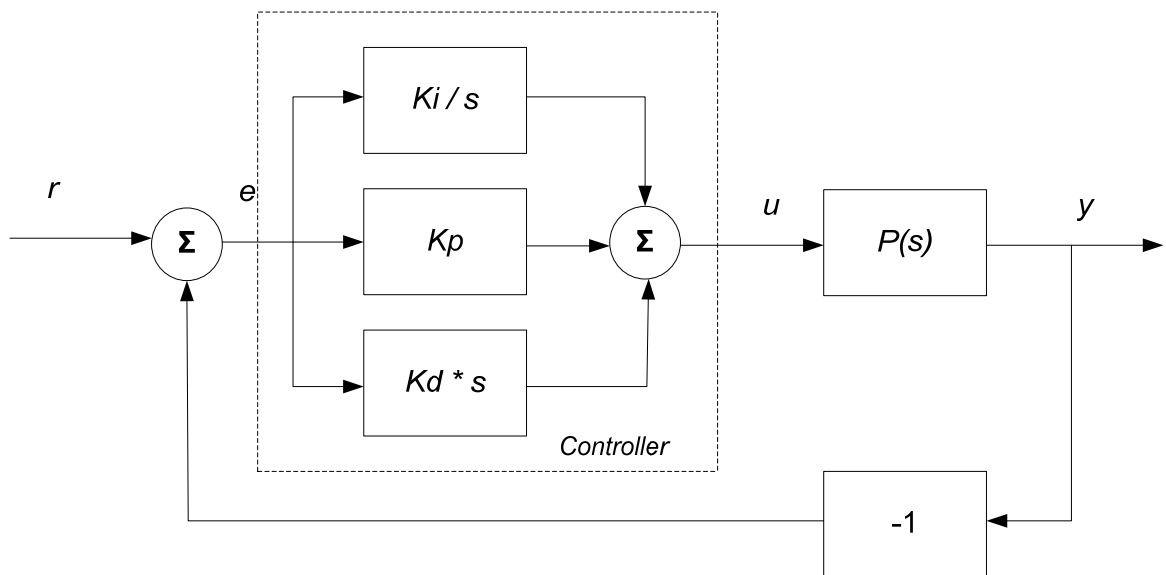 Ki / s
r
e
Σ
Kp
Σ
u
P(s)
y
Kd * s
Controller
-1